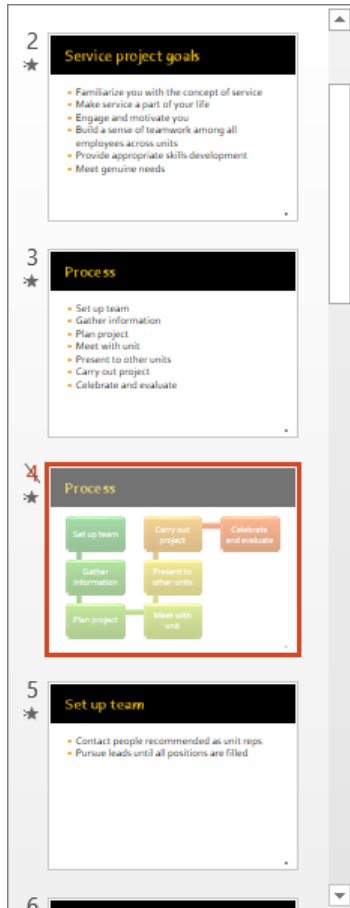 2
Service project goals
• Familiarize you with the concept of service
• Make service a part of your life
• Engage and motivate you
• Build a sense of teamwork among all
employees across units
• Provide appropriate skills development
• Meet genuine needs
3
Process
• Set up team
• Gather information
• Plan project
• Meet with unit
• Present to other units
• Carry out project
• Celebrate and evaluate
4
Process
Set up team
Gather
information
Plan project
Meet with
unit
Present to
other units
Carry out
project
Celebrate
and evaluate
5
Set up team
• Contact people recommended as unit reps
• Pursue leads until all positions are filled
6